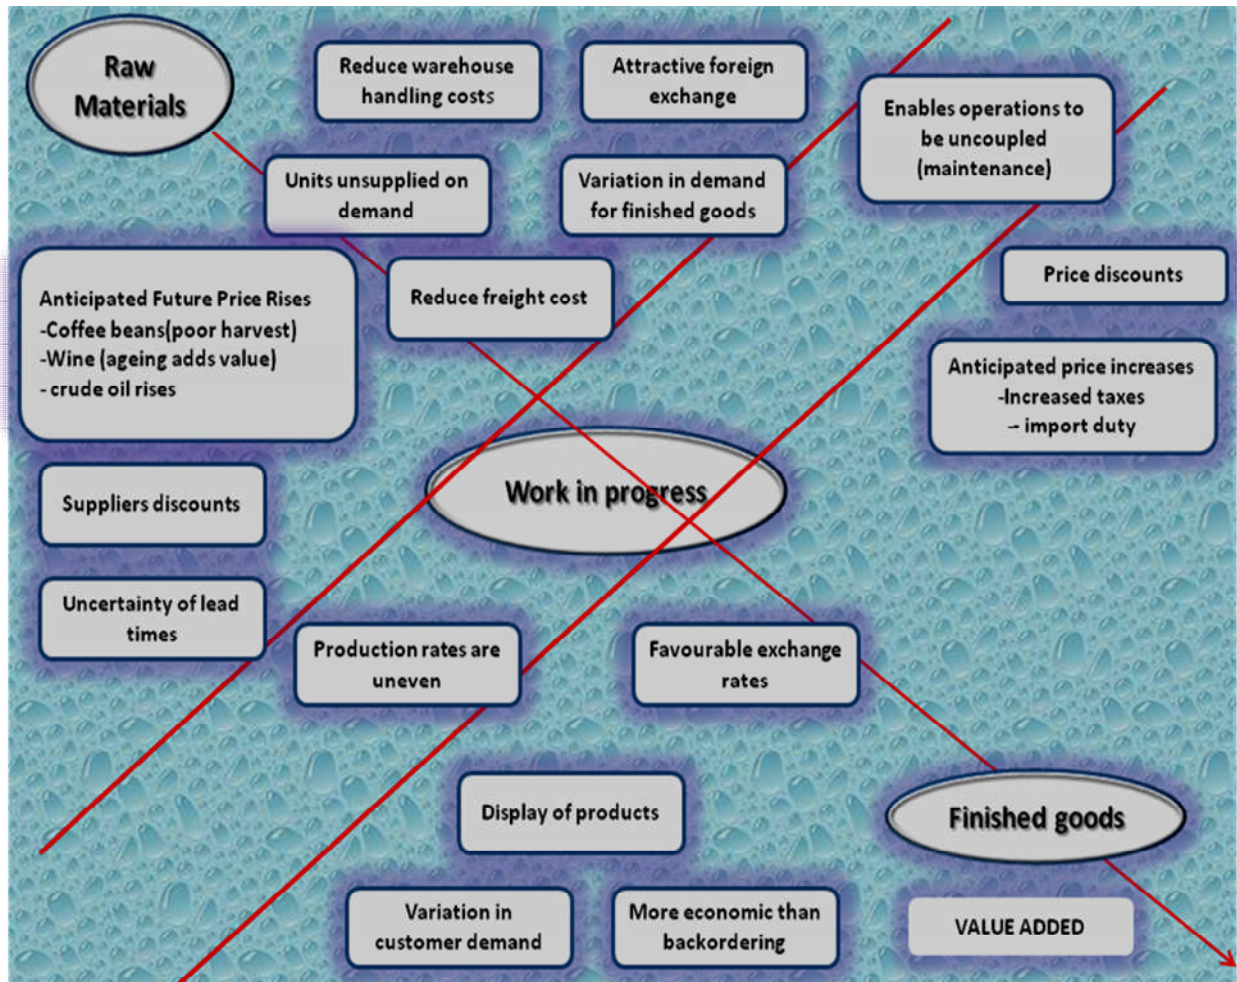 Raw
Materials
Reduce warehouse
handling costs
Attractive foreign
exchange
Enables operations to
be uncoupled
(maintenance)
Units unsupplied on
demand
Variation in demand
for finished goods
Anticipated Future Price Rises
-Coffee beans(poor harvest)
-Wine (ageing adds value)
- crude oil rises
Reduce freight cost
Price discounts
Anticipated price increases
-Increased taxes
– import duty
Suppliers discounts
Work in progress
Uncertainty of lead
times
Production rates are
uneven
Favourable exchange
rates
Display of products
Finished goods
Variation in
customer demand
More economic than
backordering
VALUE ADDED